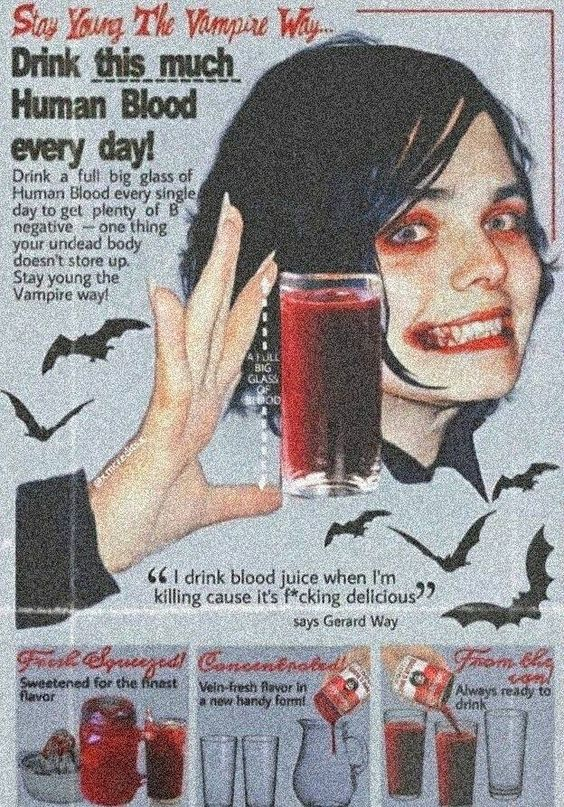 Stay Young The Vampire Way...
Drink this much
Human Blood
every day!
Drink a full big glass of
Human Blood every single
day to get plenty of B
negative — one thing
your undead body
doesn't store up.
Stay young the
Vampire way!
A FULL
BIG
GLASS
OF
BLOOD
“I drink blood juice when I'm
killing cause it's f*cking delicious”
says Gerard Way
Fresh Squeezed!
Sweetened for the finest
flavor
Concentrated!
Vein-fresh flavor in
a new handy form!
From the
can!
Always ready to
drink